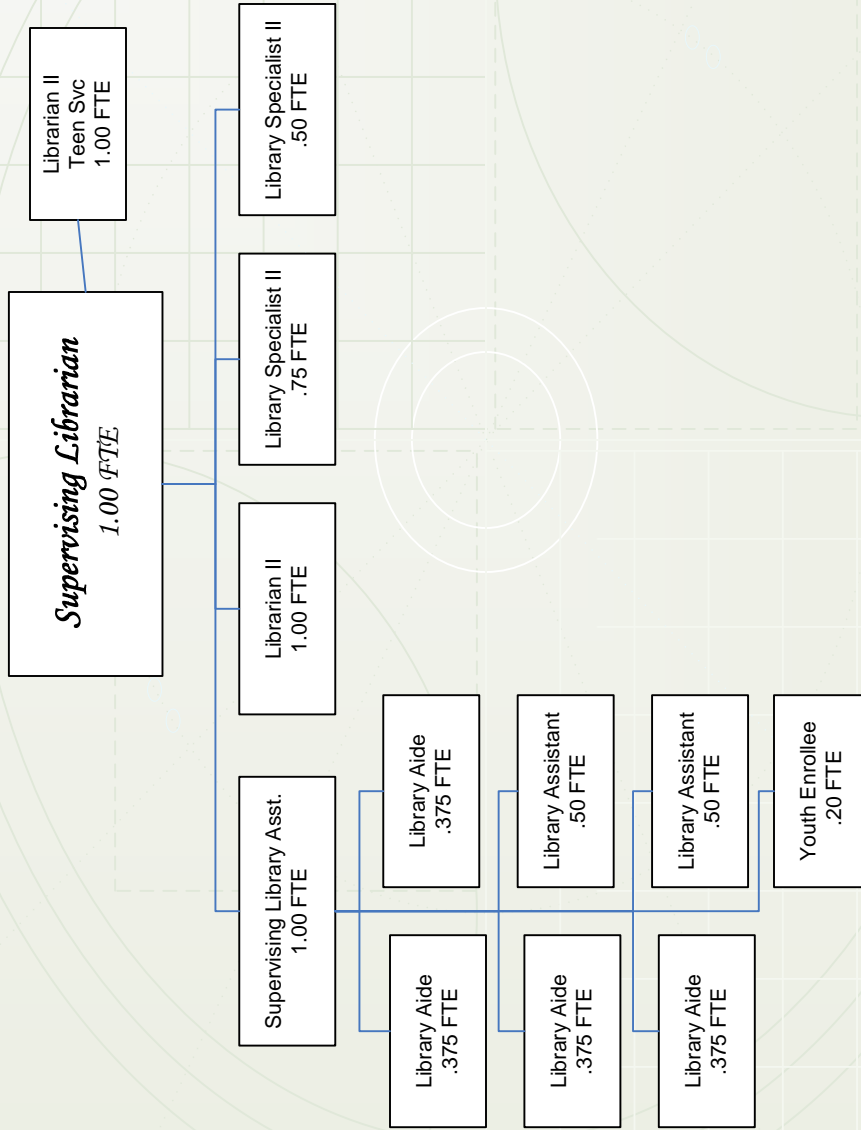 Supervising Librarian
1.00 FTE
Librarian II
Teen Svc
1.00 FTE
Supervising Library Asst.
1.00 FTE
Librarian II
1.00 FTE
Library Specialist II
.75 FTE
Library Specialist II
.50 FTE
Library Aide
.375 FTE
Library Aide
.375 FTE
Library Aide
.375 FTE
Library Assistant
.50 FTE
Library Aide
.375 FTE
Library Assistant
.50 FTE
Youth Enrollee
.20 FTE